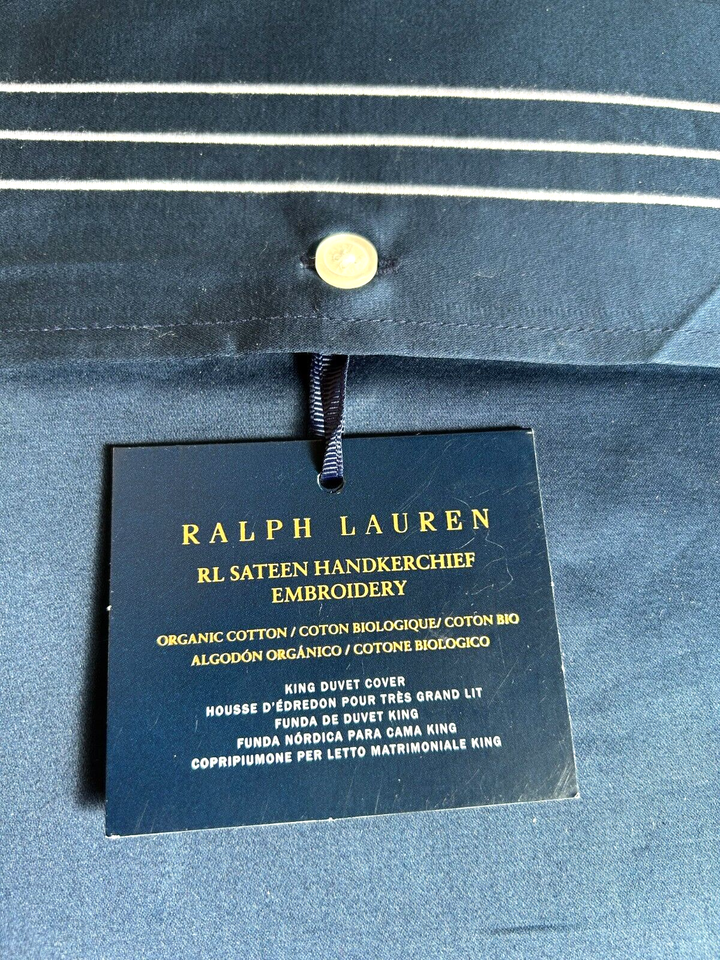 RALPH LAUREN
RL SATEEN HANDKERCHIEF
EMBROIDERY
ORGANIC COTTON / COTON BIOLOGIQUE/ COTON BIO
ALGODÓN ORGÁNICO / COTONE BIOLOGICO
KING DUVET COVER
HOUSSE D'ÉDREDON POUR TRÈS GRAND LIT
FUNDA DE DUVET KING
FUNDA NÓRDICA PARA CAMA KING
COPRIPIUMONE PER LETTO MATRIMONIALE KING